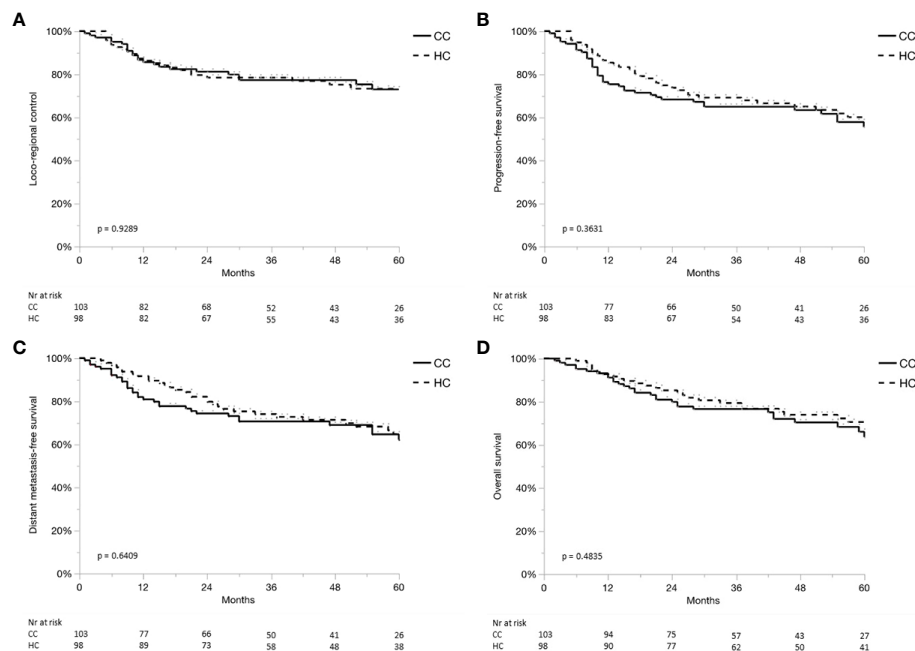 A
100%
80%
60%
40%
20%
0%
Loco-regional control
p = 0.9289
CC
HC
0 12 24 36 48 60
Months
Nr at risk
CC 103 82 68 52 43 26
HC 98 82 67 55 43 36
B
100%
80%
60%
40%
20%
0%
Progression-free survival
p = 0.3631
CC
HC
0 12 24 36 48 60
Months
Nr at risk
CC 103 77 66 50 41 26
HC 98 83 67 54 43 36
C
100%
80%
60%
40%
20%
0%
Distant metastasis-free survival
p = 0.6409
CC
HC
0 12 24 36 48 60
Months
Nr at risk
CC 103 77 66 50 41 26
HC 98 89 73 58 48 38
D
100%
80%
60%
40%
20%
0%
Overall survival
p = 0.4835
CC
HC
0 12 24 36 48 60
Months
Nr at risk
CC 103 94 75 57 43 27
HC 98 90 77 62 50 41